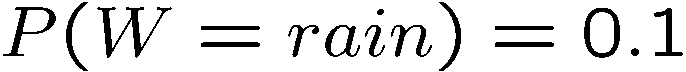 P(W = rain) = 0.1